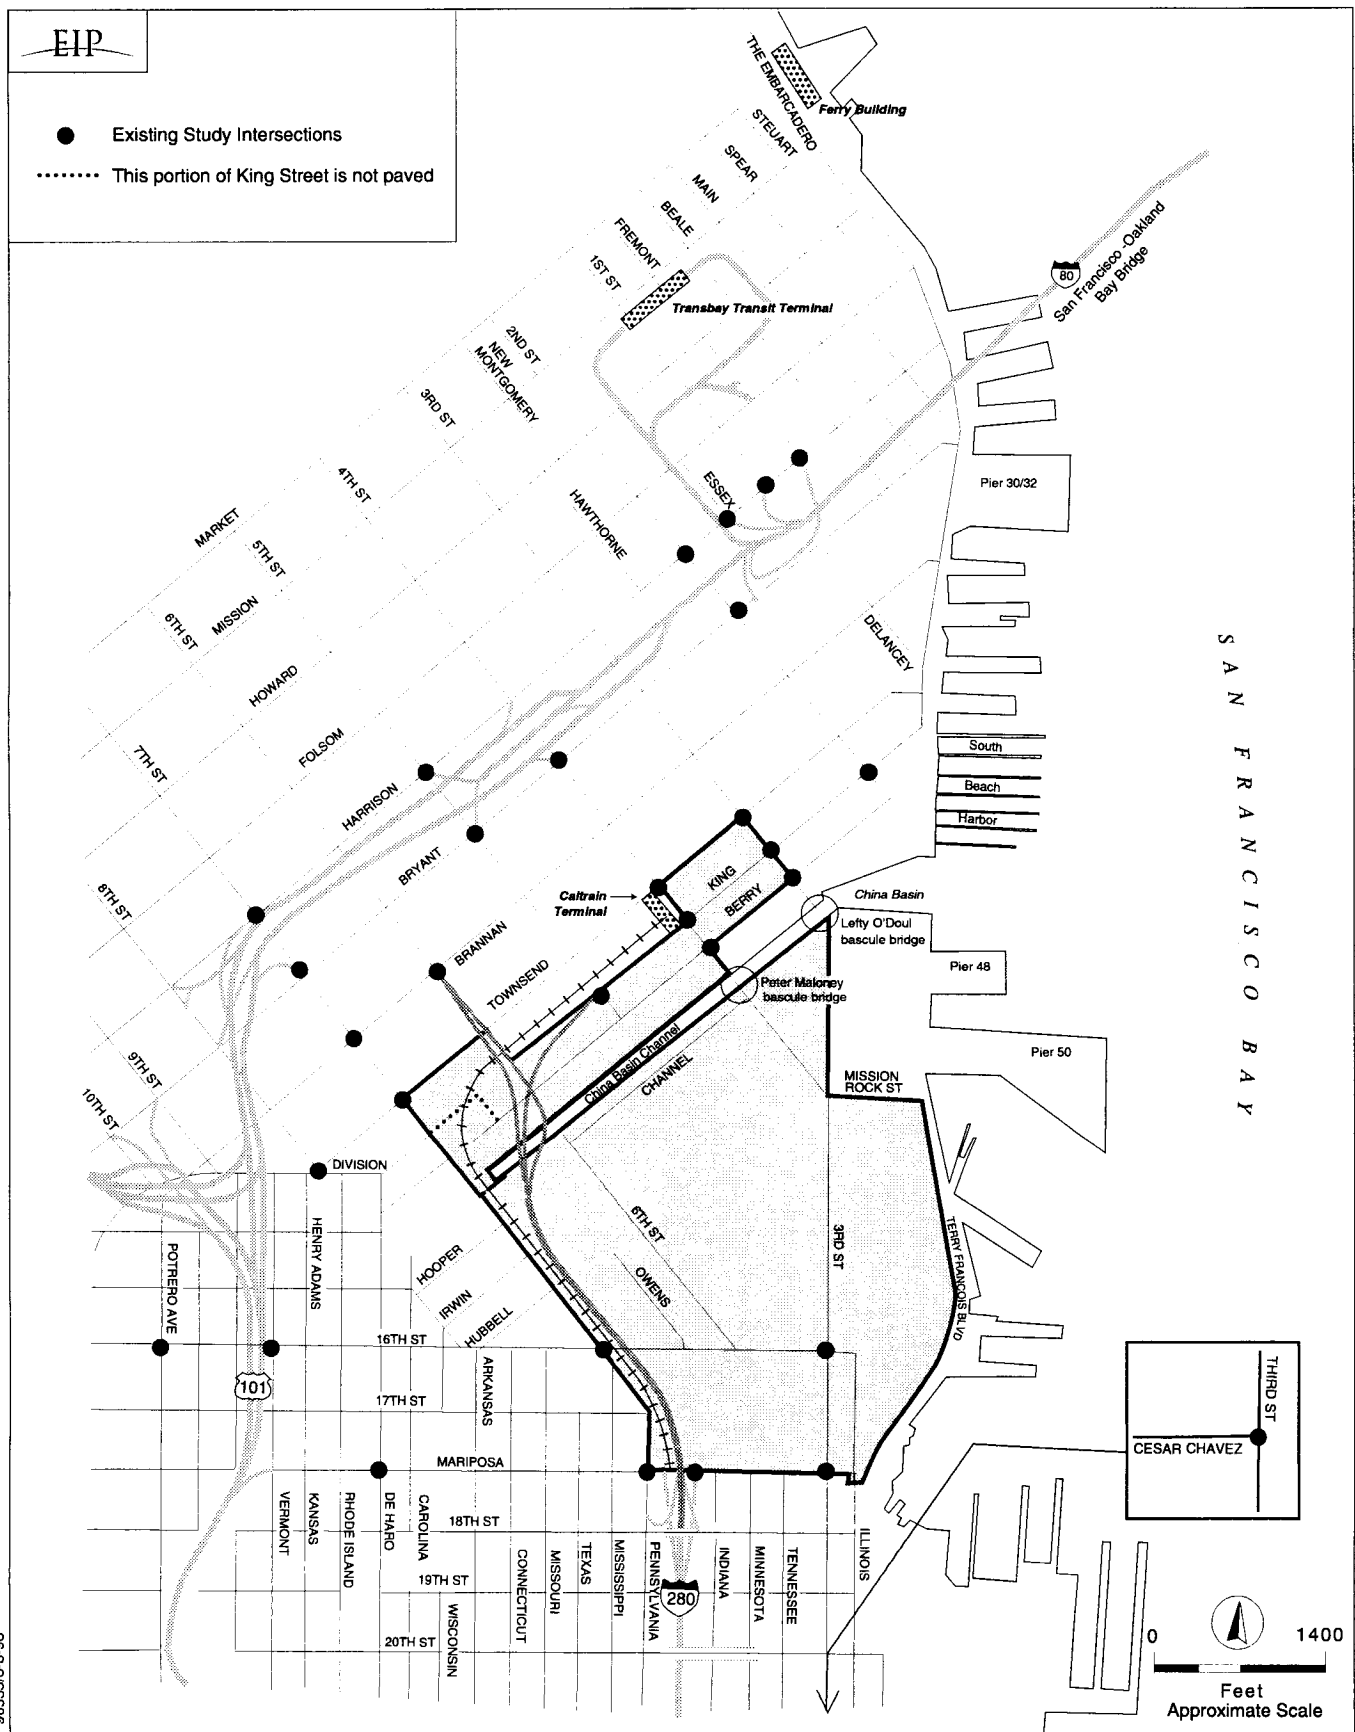 EIP
Existing Study Intersections
This portion of King Street is not paved
THE EMBARCADERO
Ferry Building
STEUART
SPEAR
MAIN
BEALE
FREMONT
1ST ST
Transbay Transit Terminal
80
San Francisco -Oakland
Bay Bridge
2ND ST
NEW
MONTGOMERY
3RD ST
4TH ST
HAWTHORNE
ESSEX
Pier 30/32
MARKET
5TH ST
MISSION
6TH ST
HOWARD
DELANCEY
7TH ST
FOLSOM
HARRISON
BRYANT
8TH ST
South
Beach
Harbor
SAN FRANCISCO BAY
KING
BERRY
Caltrain
Terminal
China Basin
Lefty O'Doul
bascule bridge
BRANNAN
TOWNSEND
Pier 48
Peter Maloney
bascule bridge
Pier 50
China Basin Channel
CHANNEL
9TH ST
10TH ST
MISSION
ROCK ST
DIVISION
HENRY ADAMS
POTRERO AVE
HOOPER
IRWIN
HUBBELL
6TH ST
OWENS
3RD ST
TERRY FRANCOIS BLVD
16TH ST
101
17TH ST
ARKANSAS
MARIPOSA
THIRD ST
CESAR CHAVEZ
VERMONT
KANSAS
RHODE ISLAND
DE HARO
CAROLINA
18TH ST
19TH ST
20TH ST
WISCONSIN
CONNECTICUT
MISSOURI
TEXAS
MISSISSIPPI
PENNSYLVANIA
280
INDIANA
MINNESOTA
TENNESSEE
ILLINOIS
0 1400
Feet
Approximate Scale